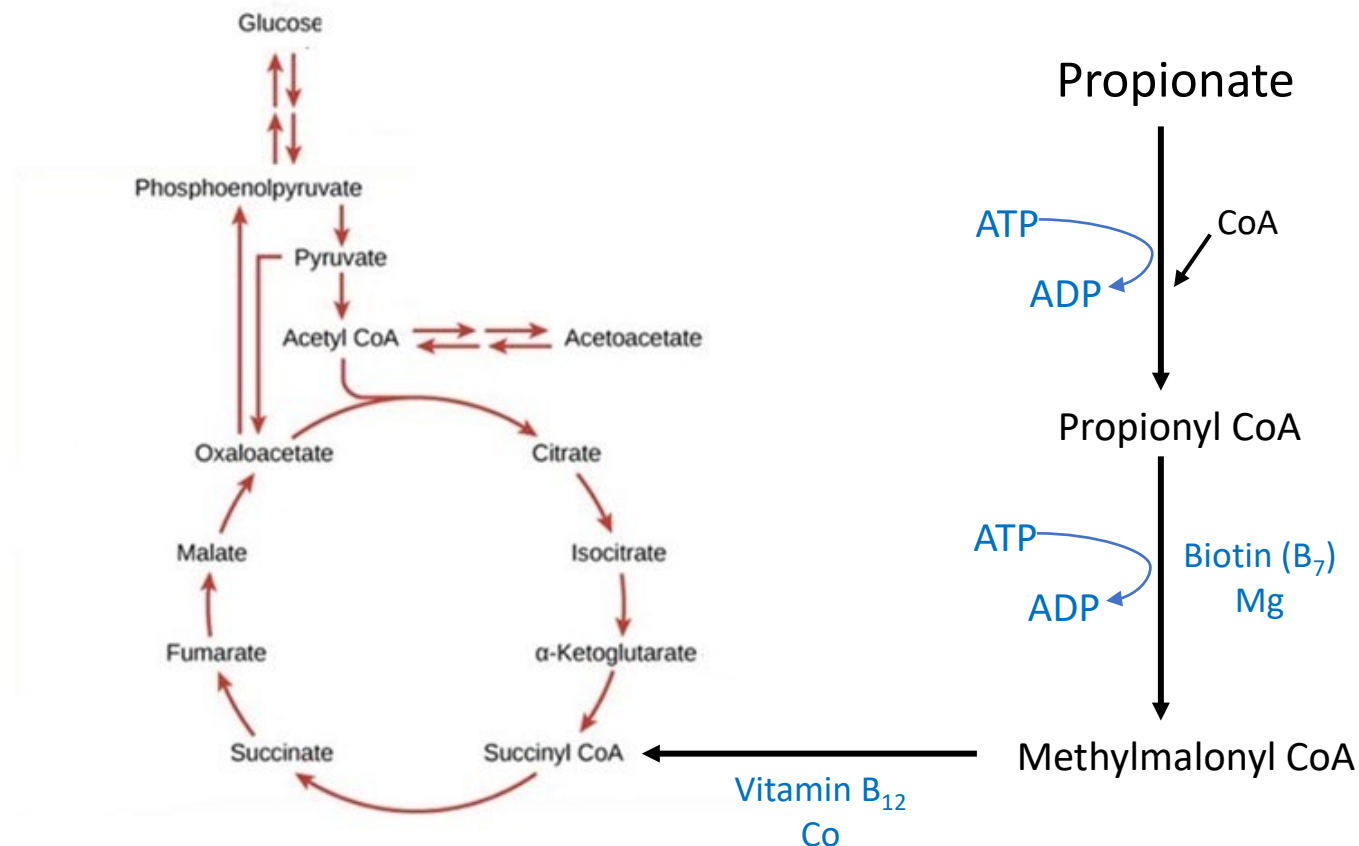 Glucose
Propionate
Phosphoenolpyruvate
ATP
CoA
Pyruvate
ADP
Acetyl CoA
Acetoacetate
Propionyl CoA
Oxaloacetate
Citrate
ATP
Malate
Isocitrate
Biotin (B₇)
Mg
ADP
Fumarate
α-Ketoglutarate
Succinate
Succinyl CoA
Methylmalonyl CoA
Vitamin B₁₂
Co